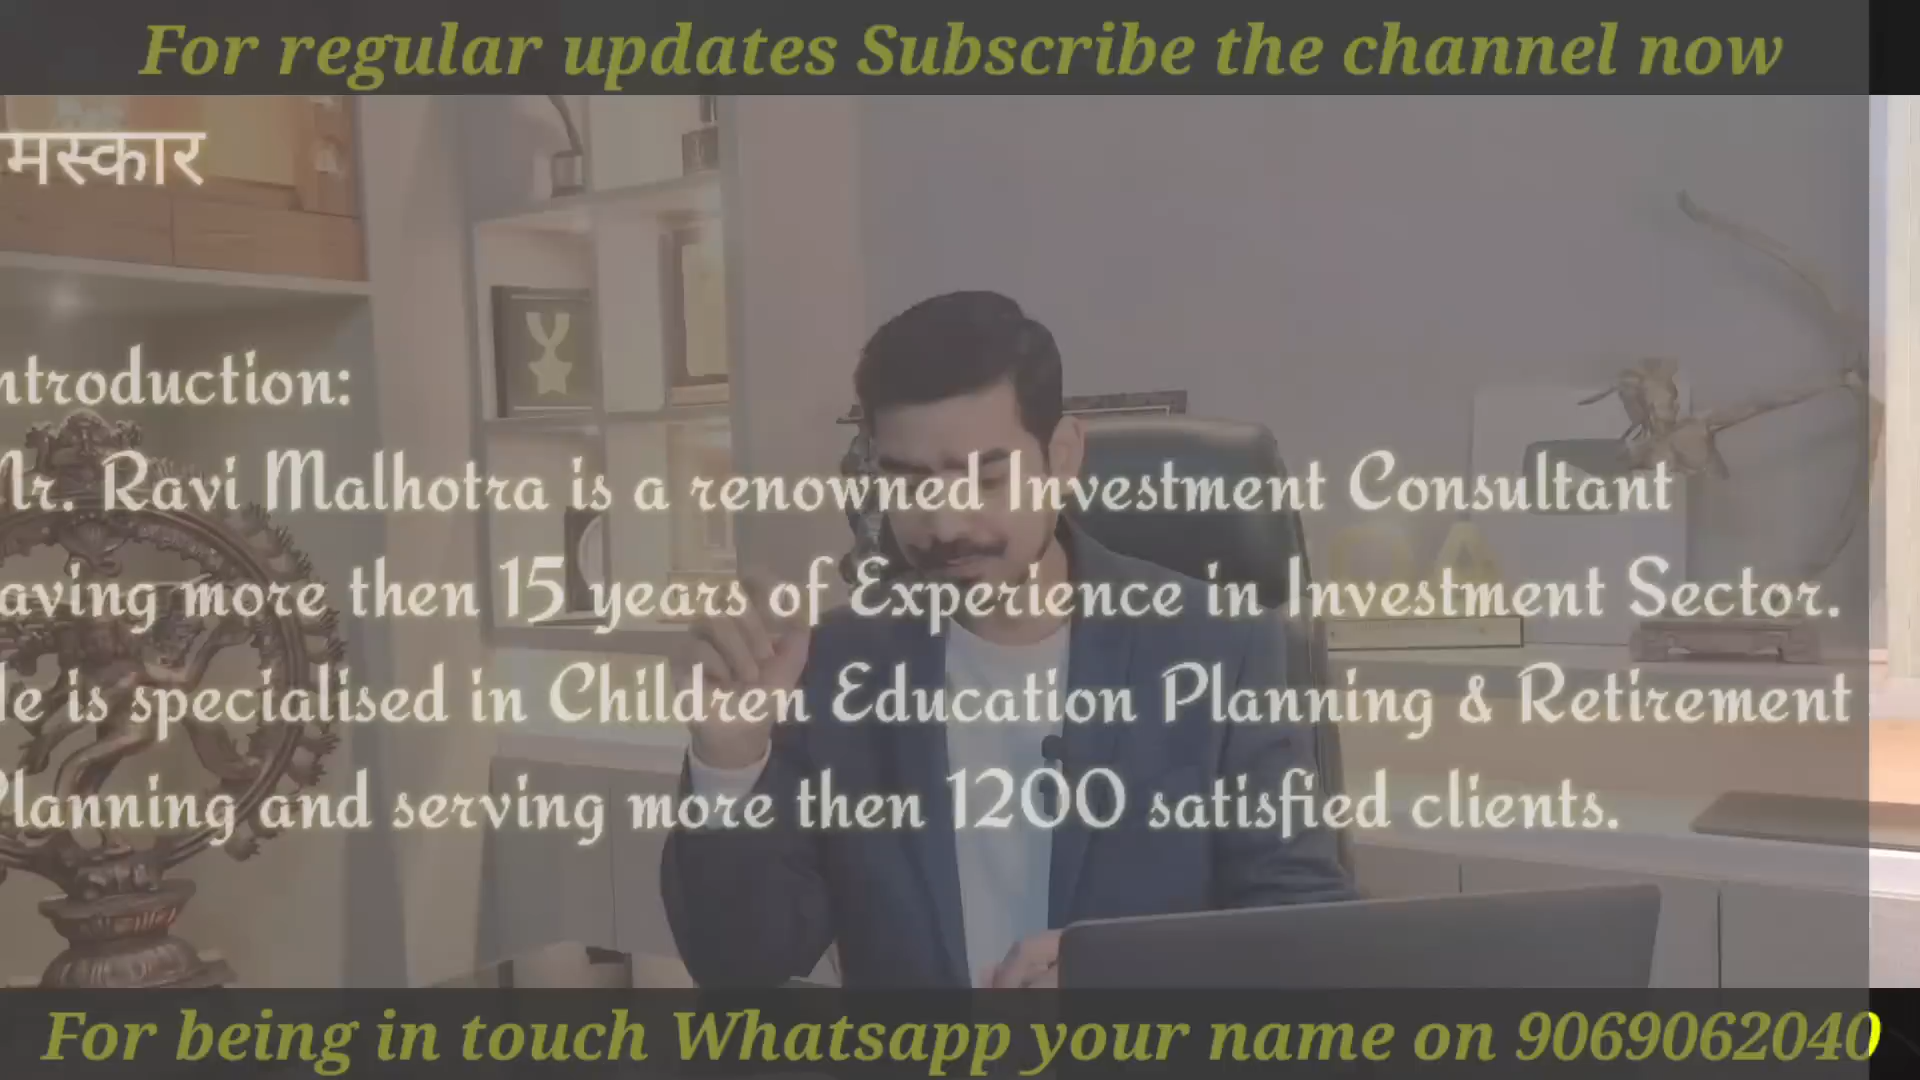 For regular updates Subscribe the channel now
मस्कार
ntroduction:
Mr. Ravi Malhotra is a renowned Investment Consultant
aving more then 15 years of Experience in Investment Sector.
He is specialised in Children Education Planning & Retirement
Planning and serving more then 1200 satisfied clients.
For being in touch Whatsapp your name on 9069062040